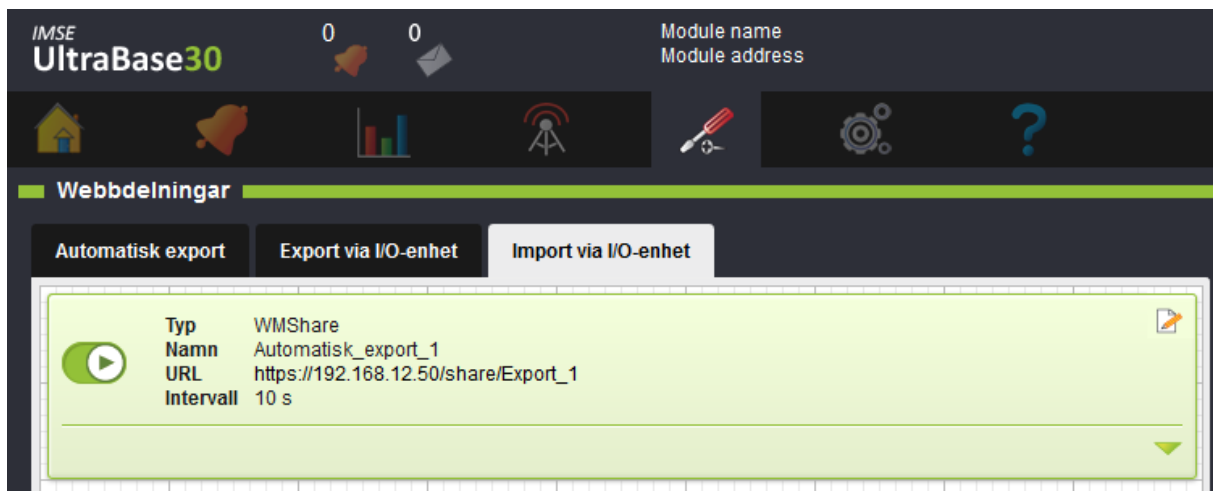 IMSE
UltraBase30
0 0
Module name
Module address
Webbdelningar
Automatisk export Export via I/O-enhet Import via I/O-enhet
Typ WMShare
Namn Automatisk_export_1
URL https://192.168.12.50/share/Export_1
Intervall 10 s